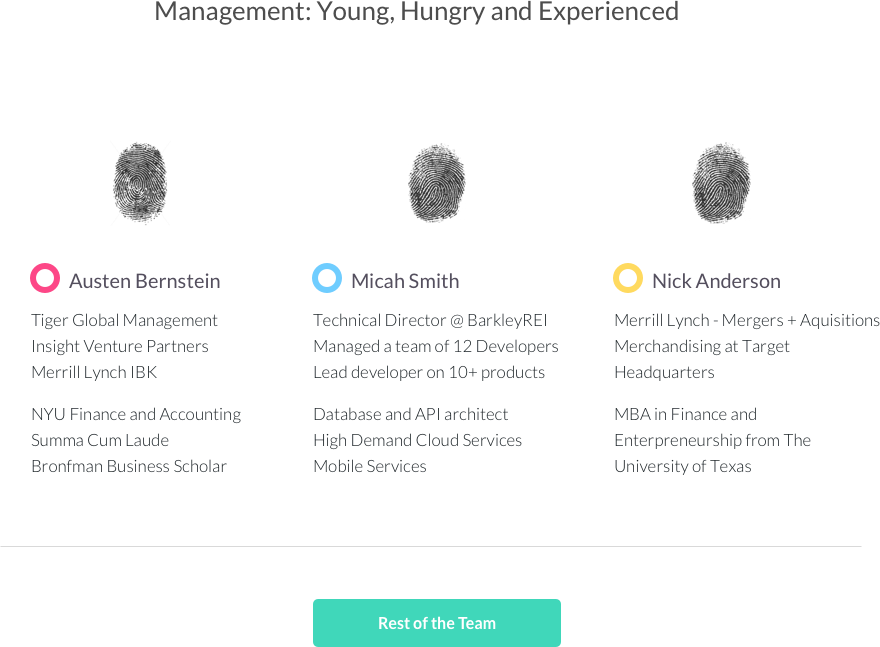 Management: Young, Hungry and Experienced
Austen Bernstein
Tiger Global Management
Insight Venture Partners
Merrill Lynch IBK
NYU Finance and Accounting
Summa Cum Laude
Bronfman Business Scholar
Micah Smith
Technical Director @ BarkleyREI
Managed a team of 12 Developers
Lead developer on 10+ products
Database and API architect
High Demand Cloud Services
Mobile Services
Nick Anderson
Merrill Lynch - Mergers + Aquisitions
Merchandising at Target
Headquarters
MBA in Finance and
Enterpreneurship from The
University of Texas
Rest of the Team